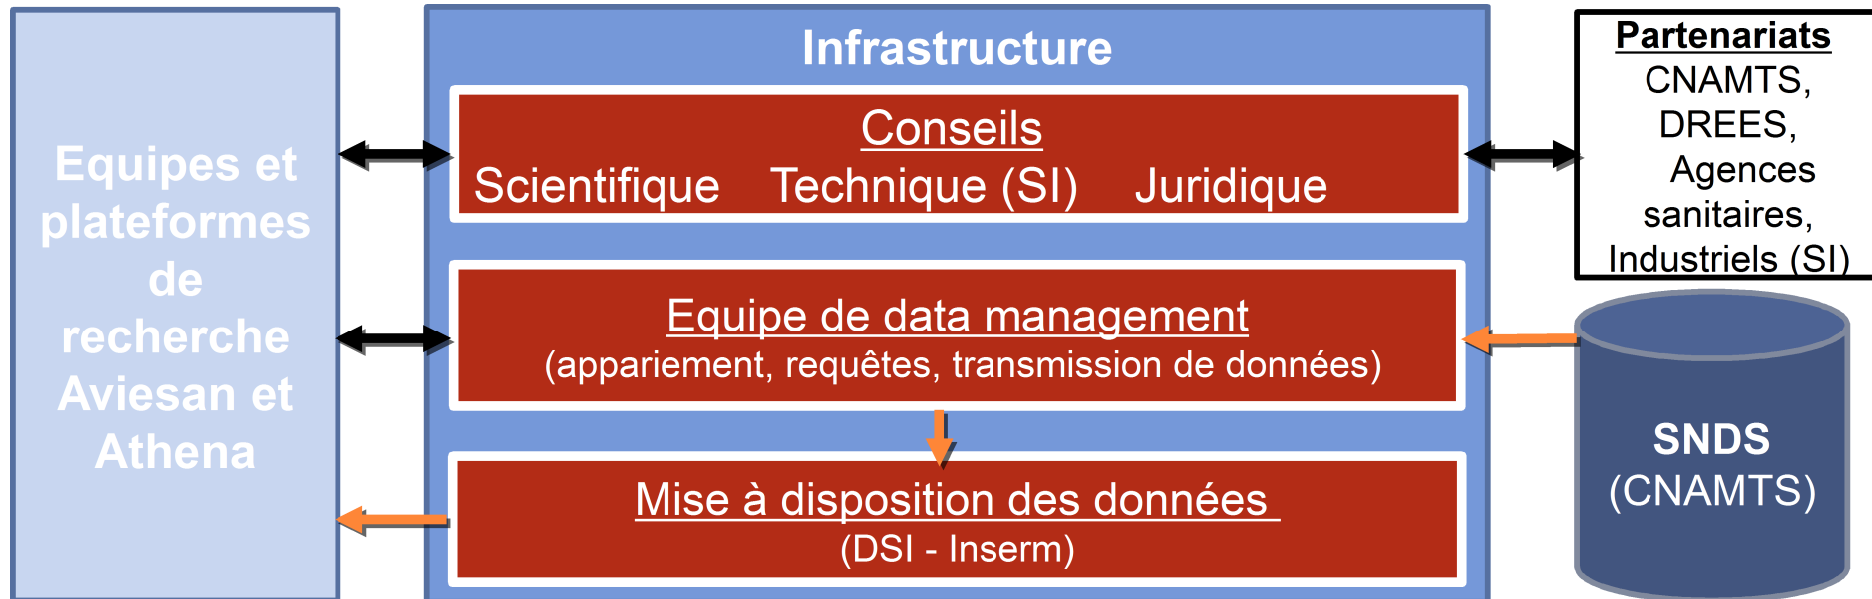 Equipes et
plateformes
de
recherche
Aviesan et
Athena
Infrastructure
Conseils
Scientifique Technique (SI) Juridique
Equipe de data management
(appariement, requêtes, transmission de données)
Mise à disposition des données
(DSI - Inserm)
Partenariats
CNAMTS,
DREES,
Agences
sanitaires,
Industriels (SI)
SNDS
(CNAMTS)